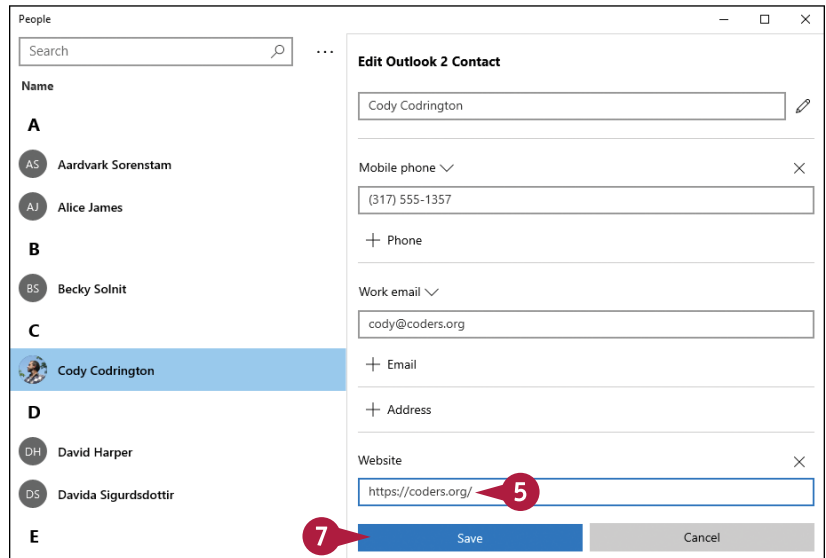 People
Search
...
Name
A
AS Aardvark Sorenstam
AJ Alice James
B
BS Becky Solnit
C
Cody Codrington
D
DH David Harper
DS Davida Sigurdsdottir
E
Edit Outlook 2 Contact
Cody Codrington
Mobile phone
(317) 555-1357
+ Phone
Work email
cody@coders.org
+ Email
+ Address
Website
https://coders.org/ 5
7 Save Cancel